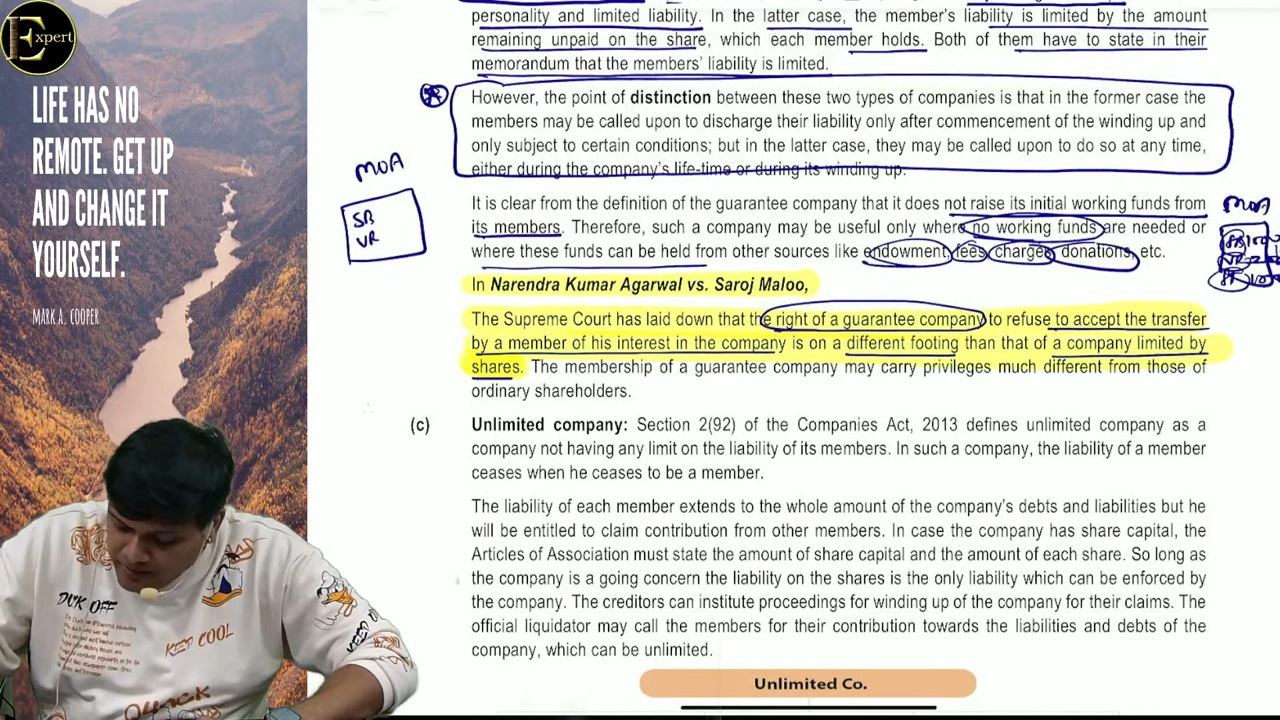 Expert
LIFE HAS NO
REMOTE. GET UP
AND CHANGE IT
YOURSELF.
MARK A. COOPER
personality and limited liability. In the latter case, the member's liability is limited by the amount
remaining unpaid on the share, which each member holds. Both of them have to state in their
memorandum that the members' liability is limited.
However, the point of distinction between these two types of companies is that in the former case the
members may be called upon to discharge their liability only after commencement of the winding up and
only subject to certain conditions; but in the latter case, they may be called upon to do so at any time,
either during the company's life-time or during its winding up.
MOA
SB
VR
It is clear from the definition of the guarantee company that it does not raise its initial working funds from
its members. Therefore, such a company may be useful only where no working funds are needed or
where these funds can be held from other sources like endowment, fees, charges, donations, etc.
MOA
In Narendra Kumar Agarwal vs. Saroj Maloo,
The Supreme Court has laid down that the right of a guarantee company to refuse to accept the transfer
by a member of his interest in the company is on a different footing than that of a company limited by
shares. The membership of a guarantee company may carry privileges much different from those of
ordinary shareholders.
(c) Unlimited company: Section 2(92) of the Companies Act, 2013 defines unlimited company as a
company not having any limit on the liability of its members. In such a company, the liability of a member
ceases when he ceases to be a member.
The liability of each member extends to the whole amount of the company's debts and liabilities but he
will be entitled to claim contribution from other members. In case the company has share capital, the
Articles of Association must state the amount of share capital and the amount of each share. So long as
the company is a going concern the liability on the shares is the only liability which can be enforced by
the company. The creditors can institute proceedings for winding up of the company for their claims. The
official liquidator may call the members for their contribution towards the liabilities and debts of the
company, which can be unlimited.
Unlimited Co.
DUCK OFF
KEEP COOL
QUACK